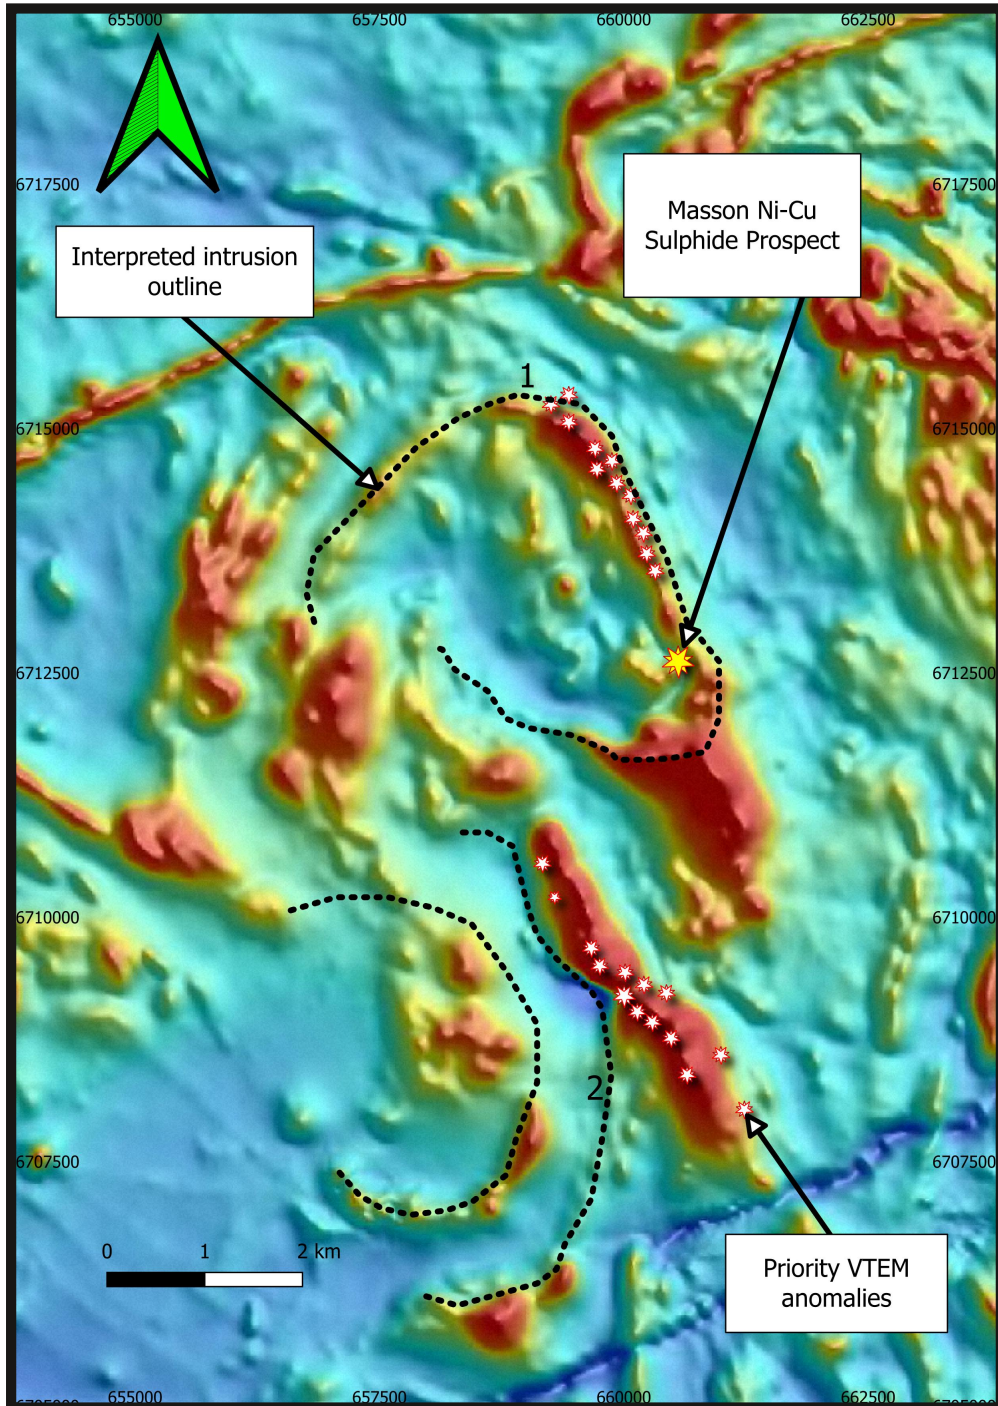 655000 657500 660000 662500
6717500 6717500
Masson Ni-Cu
Sulphide Prospect
Interpreted intrusion
outline
1
6715000 6715000
6712500 6712500
6710000 6710000
2
6707500 6707500
0 1 2 km
Priority VTEM
anomalies
655000 657500 660000 662500